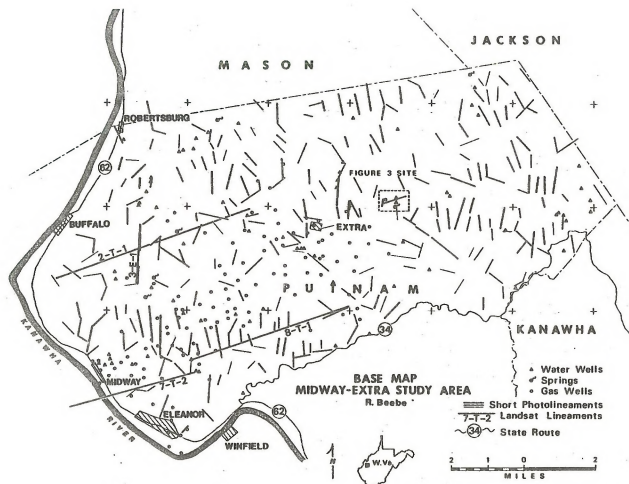 JACKSON
MASON
ROBERTSBURG
62
FIGURE 3 SITE
BUFFALO
EXTRA
2-T-1
3-E-1
PUTNAM
8-T-1
34
KANAWHA
KANAWHA
RIVER
MIDWAY
7-T-2
ELEANOR
62
WINFIELD
BASE MAP
MIDWAY-EXTRA STUDY AREA
R. Beebe
Water Wells
Springs
Gas Wells
Short Photolineaments
7-T-2 Landsat Lineaments
34 State Route
N
W.Va
2 1 0 2
MILES